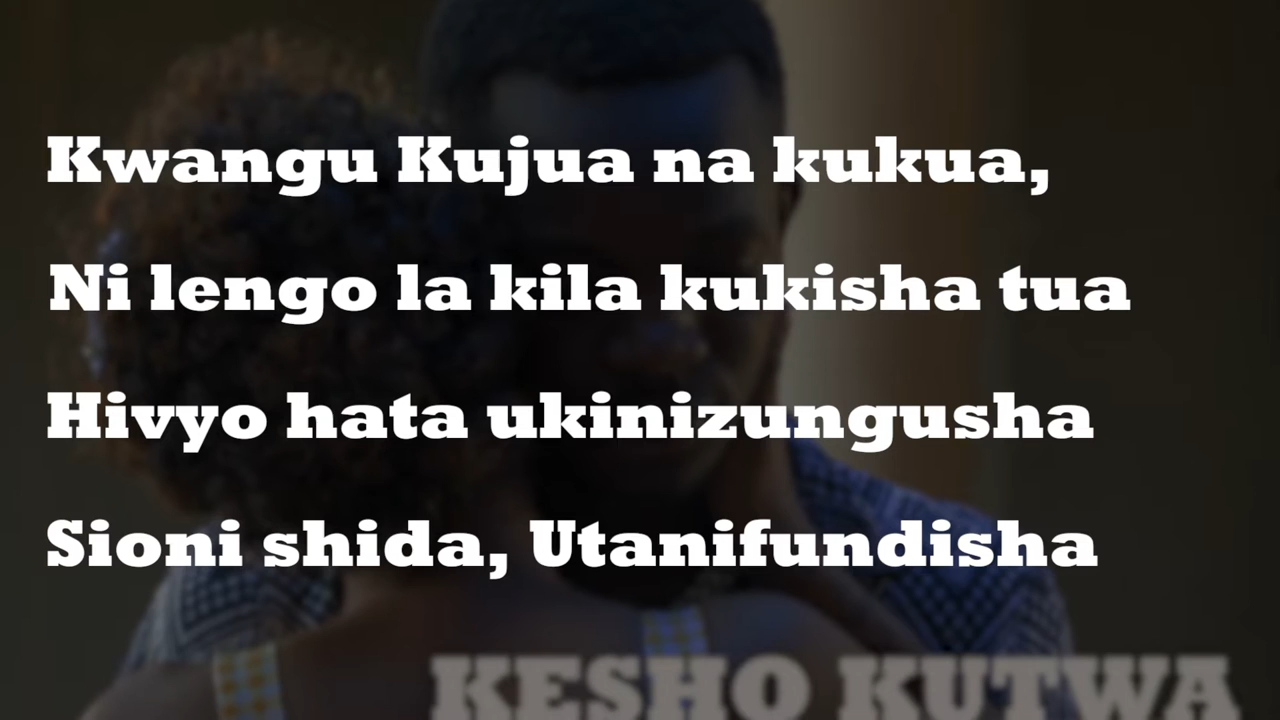 Kwangu Kujua na kukua,
Ni lengo la kila kukisha tua
Hivyo hata ukinizungusha
Sioni shida, Utanifundisha
KESHO KUTWA